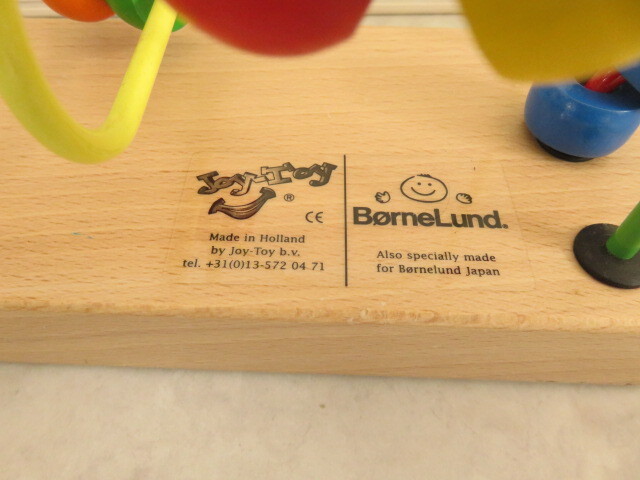 Joy-Toy ®
CE
Made in Holland
by Joy-Toy b.v.
tel. +31(0)13-572 04 71
BørneLund.
Also specially made
for Børnelund Japan